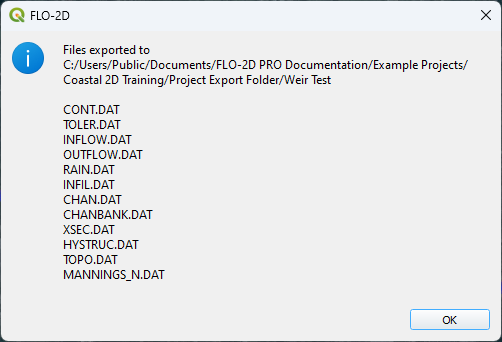 FLO-2D
Files exported to
C:/Users/Public/Documents/FLO-2D PRO Documentation/Example Projects/
Coastal 2D Training/Project Export Folder/Weir Test
CONT.DAT
TOLER.DAT
INFLOW.DAT
OUTFLOW.DAT
RAIN.DAT
INFIL.DAT
CHAN.DAT
CHANBANK.DAT
XSEC.DAT
HYSTRUC.DAT
TOPO.DAT
MANNINGS_N.DAT
OK